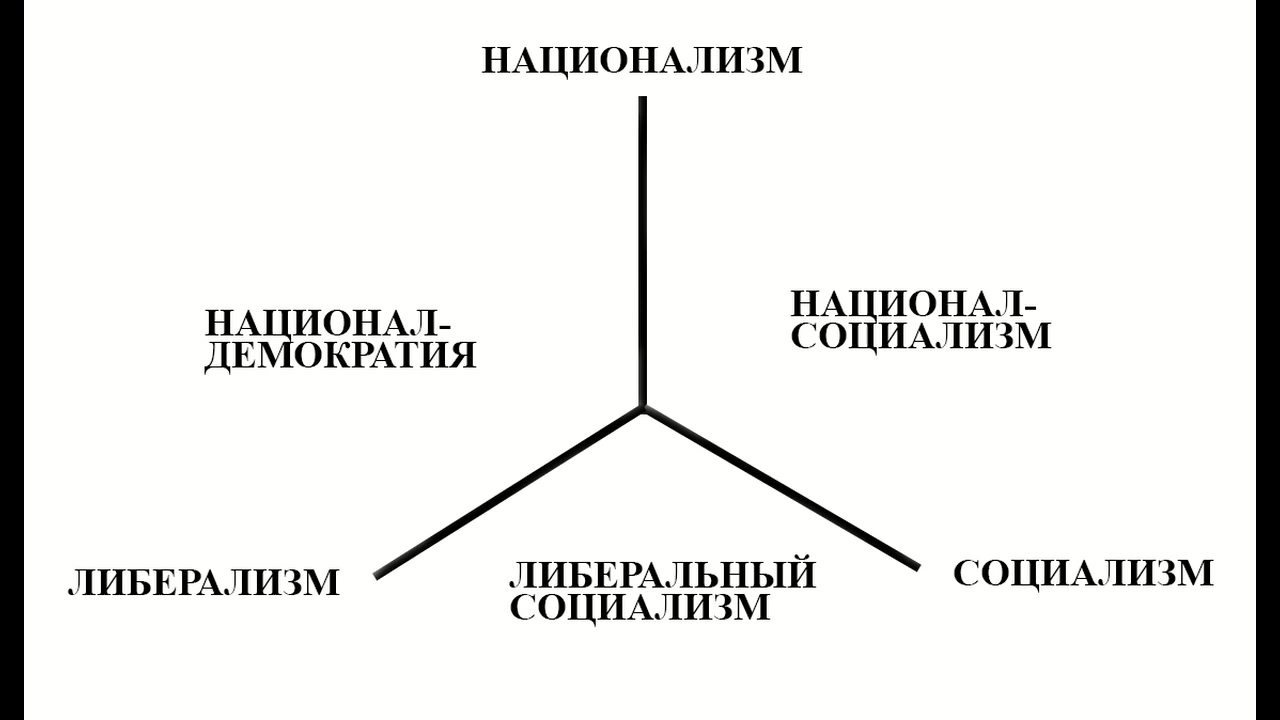 НАЦИОНАЛИЗМ
НАЦИОНАЛ-
ДЕМОКРАТИЯ
НАЦИОНАЛ-
СОЦИАЛИЗМ
ЛИБЕРАЛИЗМ
ЛИБЕРАЛЬНЫЙ
СОЦИАЛИЗМ
СОЦИАЛИЗМ